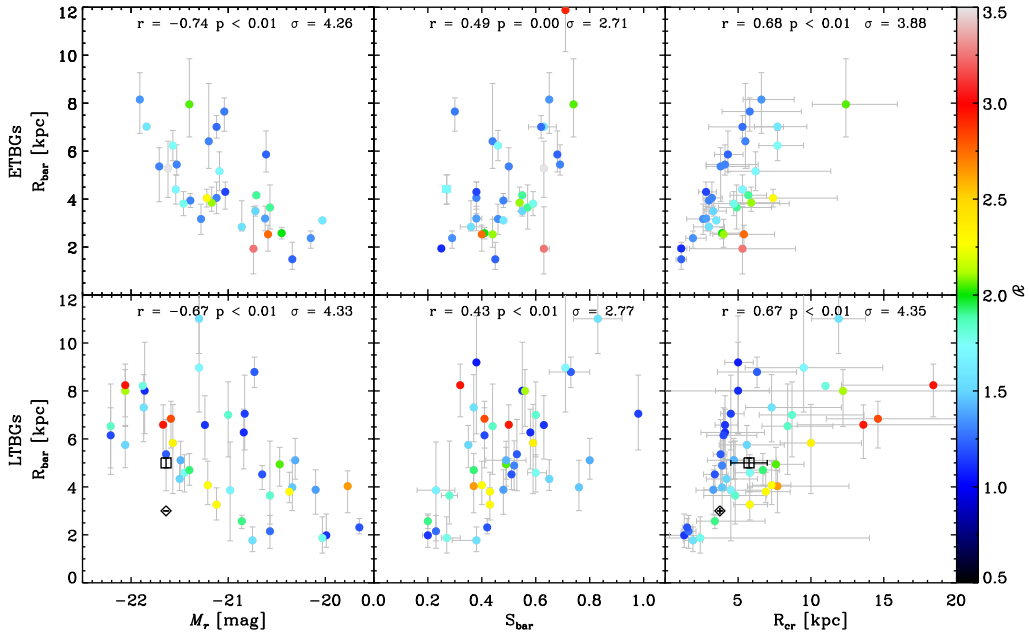 r = −0.74 p < 0.01 σ = 4.26
r = 0.49 p = 0.00 σ = 2.71
r = 0.68 p < 0.01 σ = 3.88
12
10
8
6
4
2
0
ETBGs
R_bar [kpc]
r = −0.67 p < 0.01 σ = 4.33
r = 0.43 p < 0.01 σ = 2.77
r = 0.67 p < 0.01 σ = 4.35
12
10
8
6
4
2
0
LTBGs
R_bar [kpc]
−22 −21 −20 0.0
M_r [mag]
0.2 0.4 0.6 0.8 1.0
S_bar
5 10 15 20
R_cr [kpc]
3.5
3.0
2.5
2.0
1.5
1.0
0.5